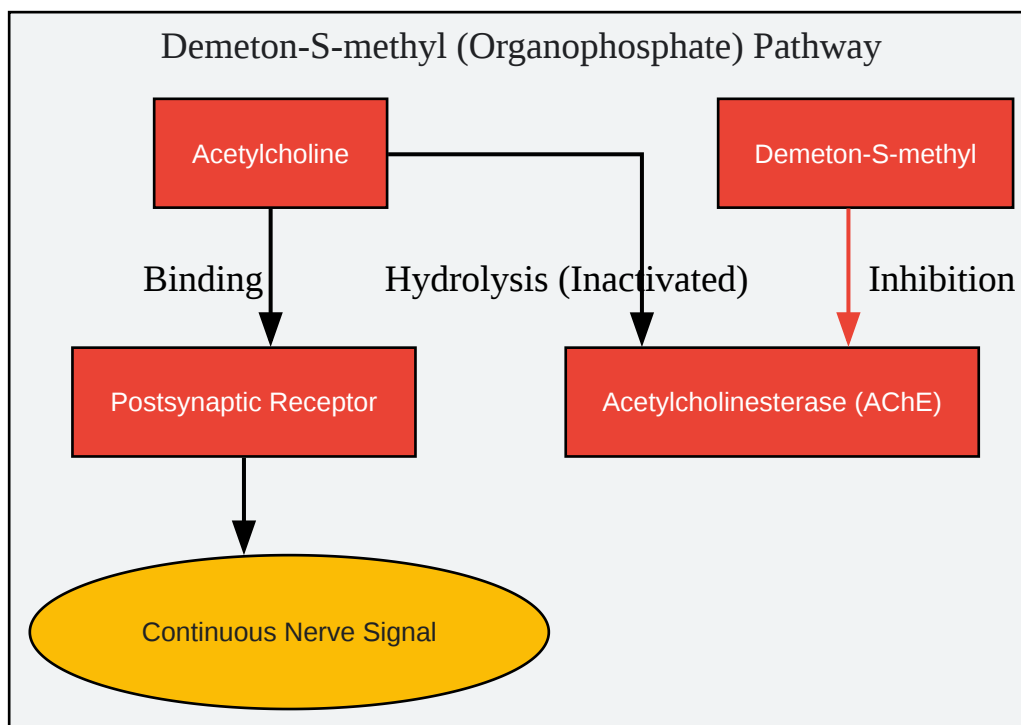 Demeton-S-methyl (Organophosphate) Pathway
Acetylcholine
Demeton-S-methyl
Binding
Hydrolysis (Inactivated)
Inhibition
Postsynaptic Receptor
Acetylcholinesterase (AChE)
Continuous Nerve Signal